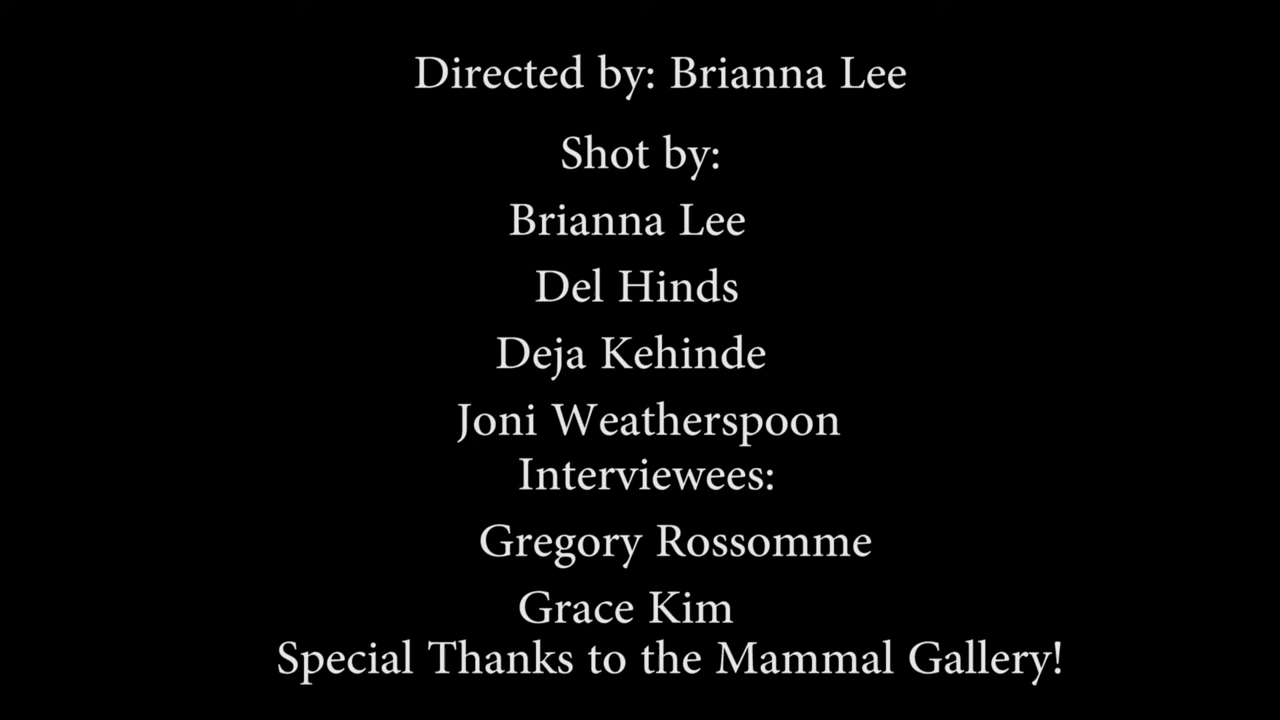 Directed by: Brianna Lee
Shot by:
Brianna Lee
Del Hinds
Deja Kehinde
Joni Weatherspoon
Interviewees:
Gregory Rossomme
Grace Kim
Special Thanks to the Mammal Gallery!